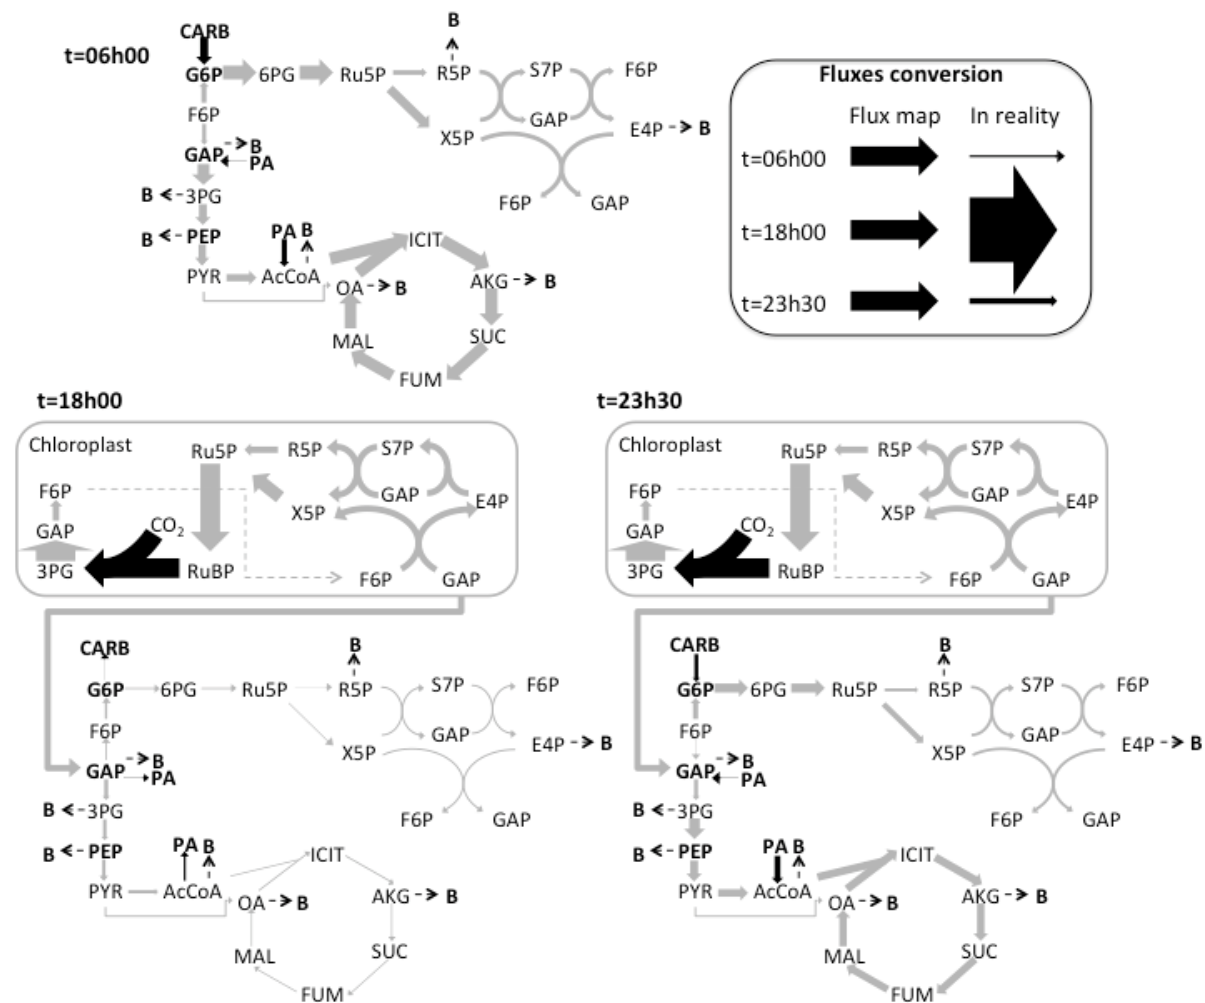 t=06h00
CARB
G6P 6PG Ru5P R5P S7P F6P
B
F6P
GAP E4P B
X5P
GAP B
PA
F6P GAP
B 3PG
B PEP
PYR AcCoA
PA B
ICIT
OA B
AKG B
MAL SUC
FUM
Fluxes conversion
Flux map In reality
t=06h00
t=18h00
t=23h30
t=18h00
Chloroplast
Ru5P R5P S7P
F6P
GAP E4P
CO2 X5P
GAP
3PG RuBP F6P GAP
CARB
B
G6P 6PG Ru5P R5P S7P F6P
F6P
GAP E4P B
X5P
GAP B
PA
B 3PG
F6P GAP
B PEP
PA B
ICIT
PYR AcCoA
OA B AKG B
MAL SUC
FUM
t=23h30
Chloroplast
Ru5P R5P S7P
F6P
GAP E4P
CO2 X5P
GAP
3PG RuBP F6P GAP
CARB
B
G6P 6PG Ru5P R5P S7P F6P
F6P
GAP E4P B
X5P
GAP B
PA
B 3PG
F6P GAP
B PEP
PA B
ICIT
PYR AcCoA
OA B AKG B
MAL SUC
FUM